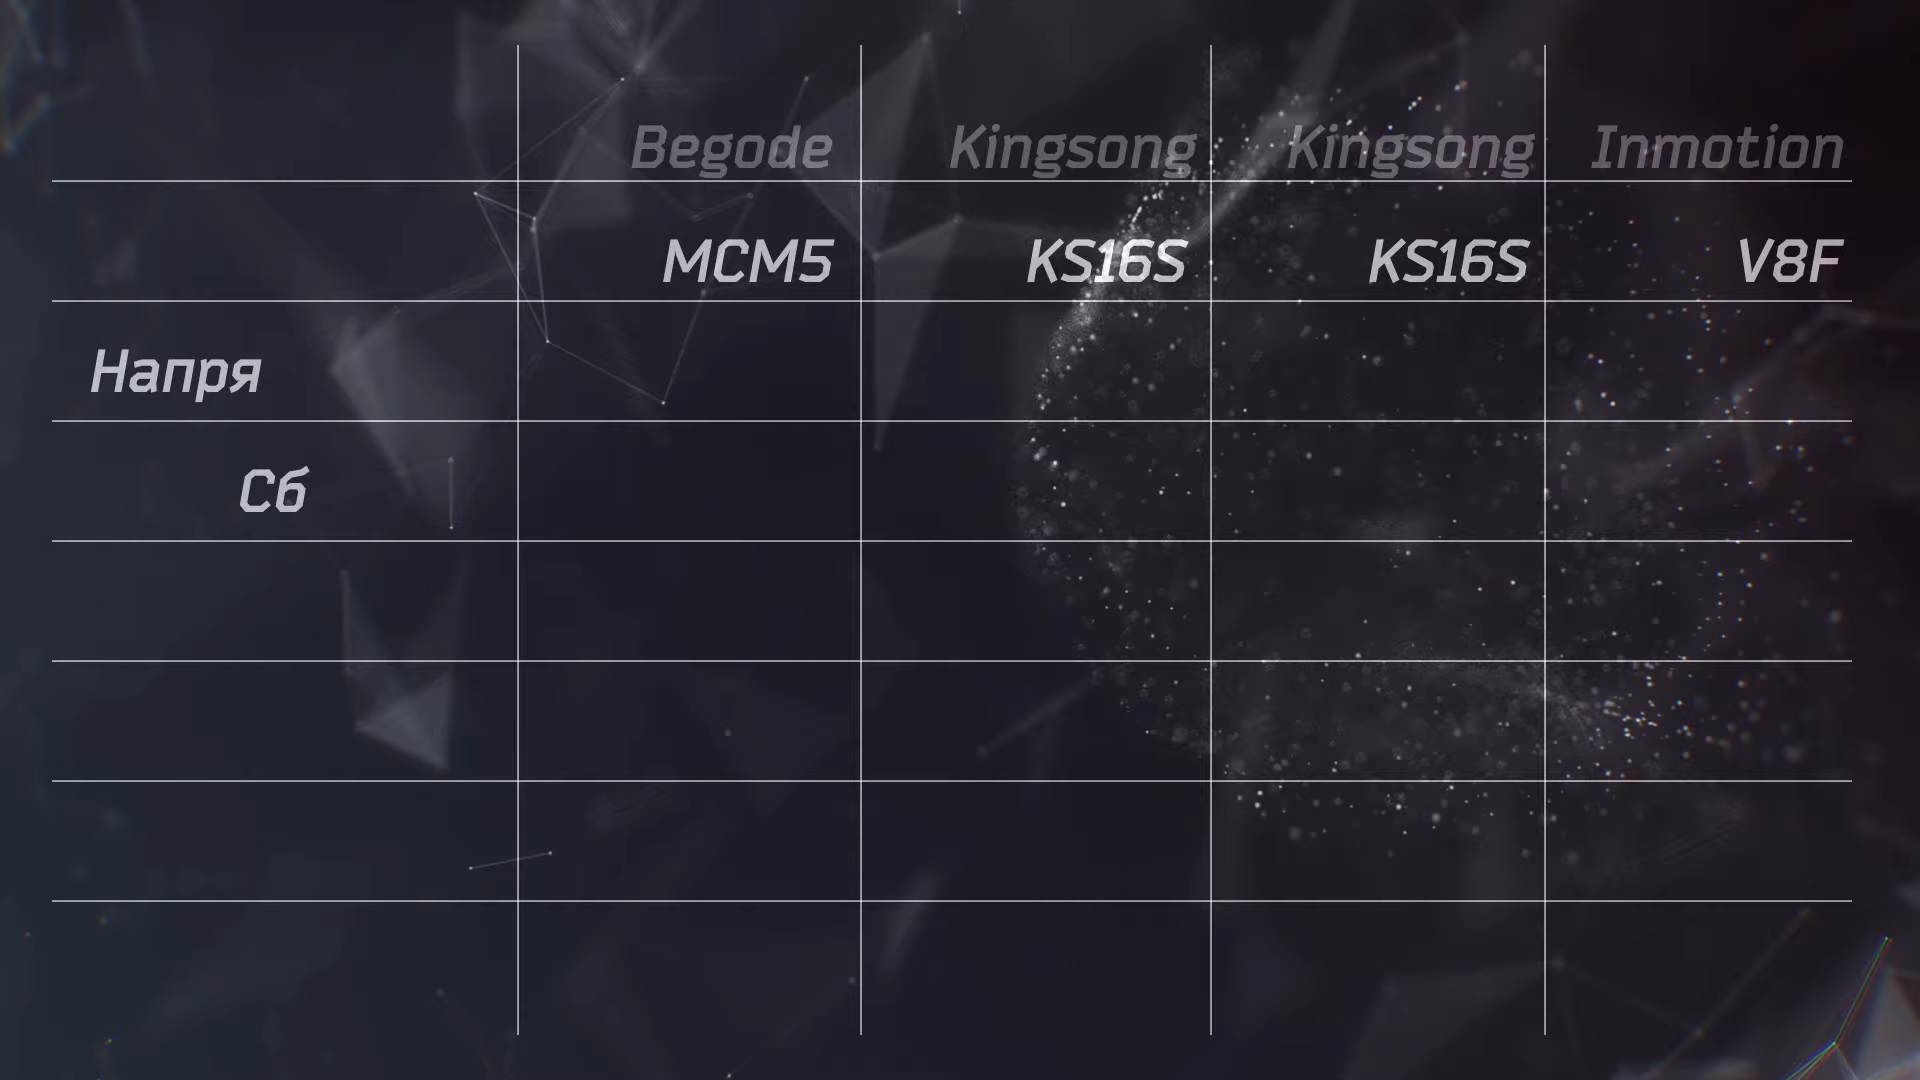 Begode Kingsong Kingsong Inmotion
MCM5 KS16S KS16S V8F
Напря
Сб